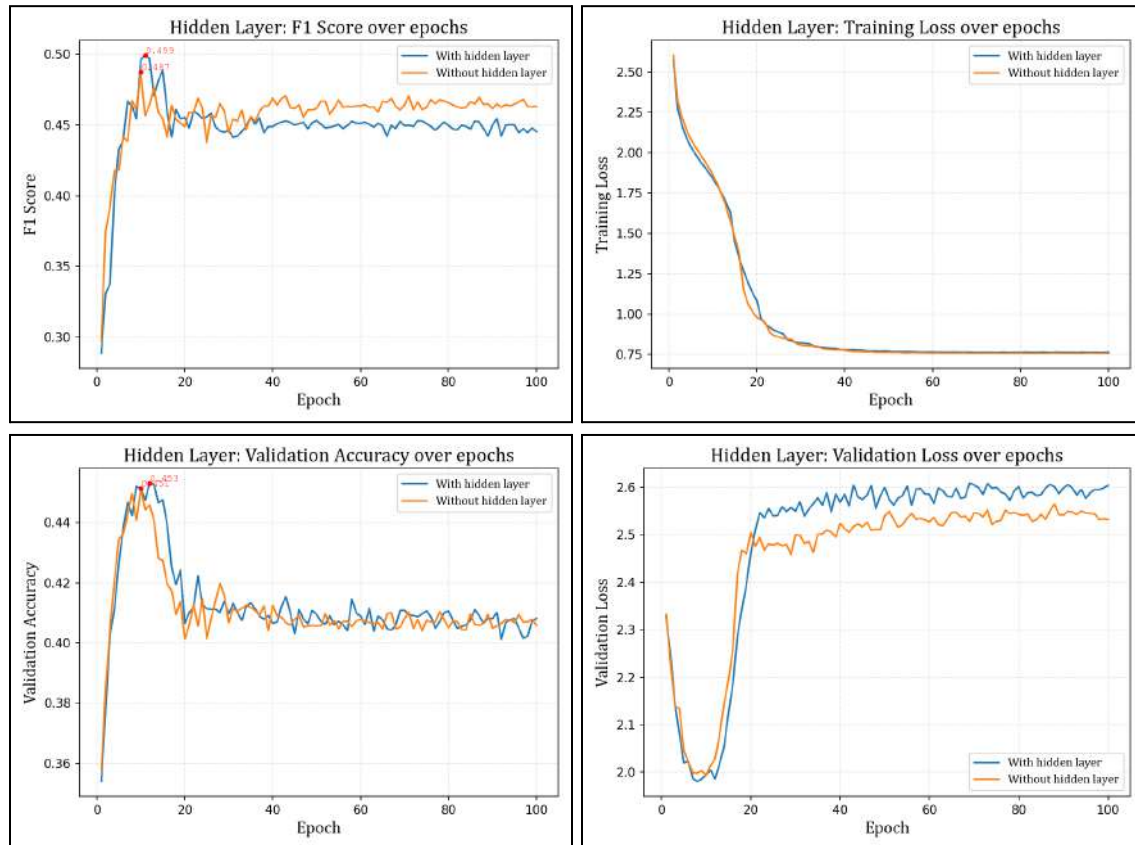 Hidden Layer: F1 Score over epochs
0.50
0.45
0.40
0.35
0.30
F1 Score
0.499
0.487
With hidden layer
Without hidden layer
0 20 40 60 80 100
Epoch
Hidden Layer: Training Loss over epochs
2.50
2.25
2.00
1.75
1.50
1.25
1.00
0.75
Training Loss
With hidden layer
Without hidden layer
0 20 40 60 80 100
Epoch
Hidden Layer: Validation Accuracy over epochs
0.44
0.42
0.40
0.38
0.36
Validation Accuracy
0.453
With hidden layer
Without hidden layer
0 20 40 60 80 100
Epoch
Hidden Layer: Validation Loss over epochs
2.6
2.5
2.4
2.3
2.2
2.1
2.0
Validation Loss
With hidden layer
Without hidden layer
0 20 40 60 80 100
Epoch